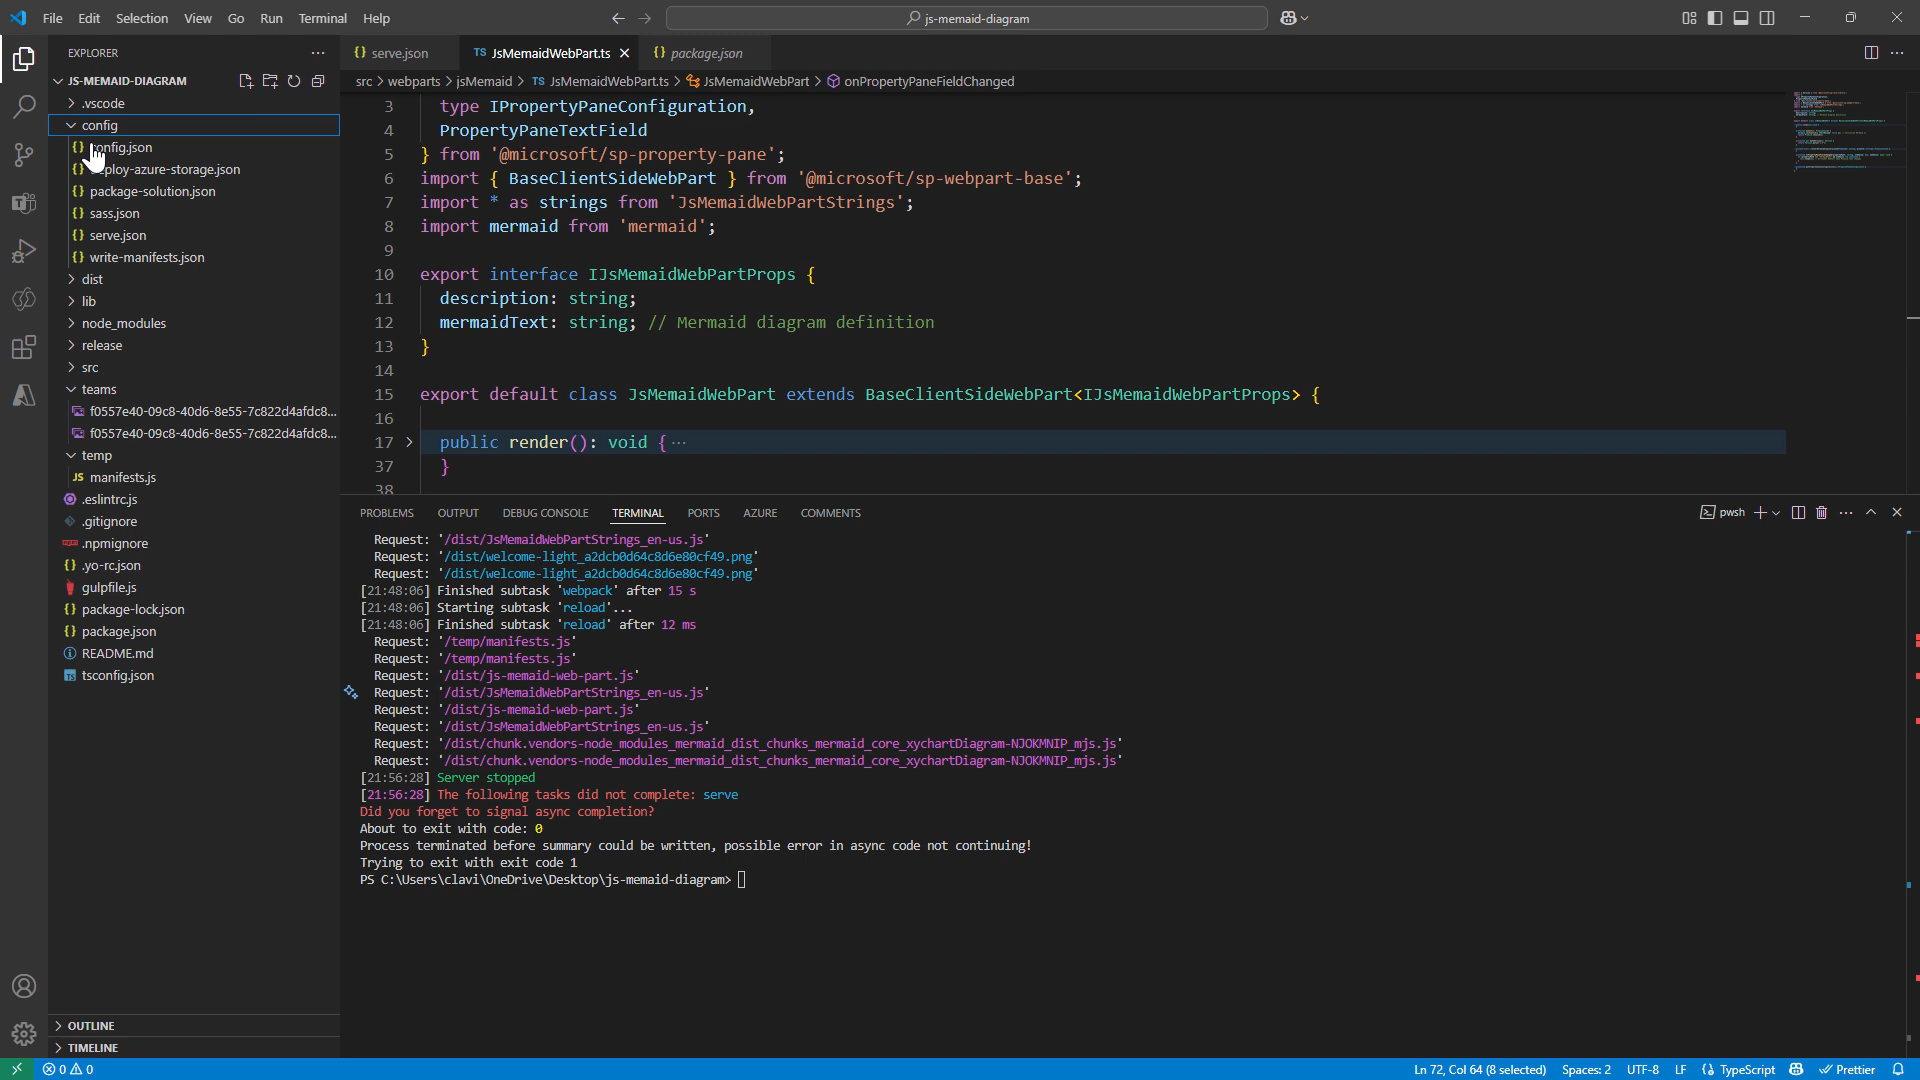 File Edit Selection View Go Run Terminal Help
js-memaid-diagram
EXPLORER
JS-MEMAID-DIAGRAM
.vscode
config
config.json
deploy-azure-storage.json
package-solution.json
sass.json
serve.json
write-manifests.json
dist
lib
node_modules
release
src
teams
f0557e40-09c8-40d6-8e55-7c822d4afdc8...
f0557e40-09c8-40d6-8e55-7c822d4afdc8...
temp
JS manifests.js
.eslintrc.js
.gitignore
.npmignore
.yo-rc.json
gulpfile.js
package-lock.json
package.json
README.md
tsconfig.json
OUTLINE
TIMELINE
{} serve.json TS JsMemaidWebPart.ts {} package.json
src > webparts > jsMemaid > TS JsMemaidWebPart.ts > JsMemaidWebPart > onPropertyPaneFieldChanged
3 type IPropertyPaneConfiguration,
4 PropertyPaneTextField
5 } from '@microsoft/sp-property-pane';
6 import { BaseClientSideWebPart } from '@microsoft/sp-webpart-base';
7 import * as strings from 'JsMemaidWebPartStrings';
8 import mermaid from 'mermaid';
9
10 export interface IJsMemaidWebPartProps {
11 description: string;
12 mermaidText: string; // Mermaid diagram definition
13 }
14
15 export default class JsMemaidWebPart extends BaseClientSideWebPart<IJsMemaidWebPartProps> {
16
17 public render(): void { ···
37 }
38
PROBLEMS OUTPUT DEBUG CONSOLE TERMINAL PORTS AZURE COMMENTS
pwsh
Request: '/dist/JsMemaidWebPartStrings_en-us.js'
Request: '/dist/welcome-light_a2dcb0d64c8d6e80cf49.png'
Request: '/dist/welcome-light_a2dcb0d64c8d6e80cf49.png'
[21:48:06] Finished subtask 'webpack' after 15 s
[21:48:06] Starting subtask 'reload'...
[21:48:06] Finished subtask 'reload' after 12 ms
Request: '/temp/manifests.js'
Request: '/temp/manifests.js'
Request: '/dist/js-memaid-web-part.js'
Request: '/dist/JsMemaidWebPartStrings_en-us.js'
Request: '/dist/js-memaid-web-part.js'
Request: '/dist/JsMemaidWebPartStrings_en-us.js'
Request: '/dist/chunk.vendors-node_modules_mermaid_dist_chunks_mermaid_core_xychartDiagram-NJOKMNIP_mjs.js'
Request: '/dist/chunk.vendors-node_modules_mermaid_dist_chunks_mermaid_core_xychartDiagram-NJOKMNIP_mjs.js'
[21:56:28] Server stopped
[21:56:28] The following tasks did not complete: serve
Did you forget to signal async completion?
About to exit with code: 0
Process terminated before summary could be written, possible error in async code not continuing!
Trying to exit with exit code 1
PS C:\Users\clavi\OneDrive\Desktop\js-memaid-diagram>
0 0 Ln 72, Col 64 (8 selected) Spaces: 2 UTF-8 LF {} TypeScript Prettier